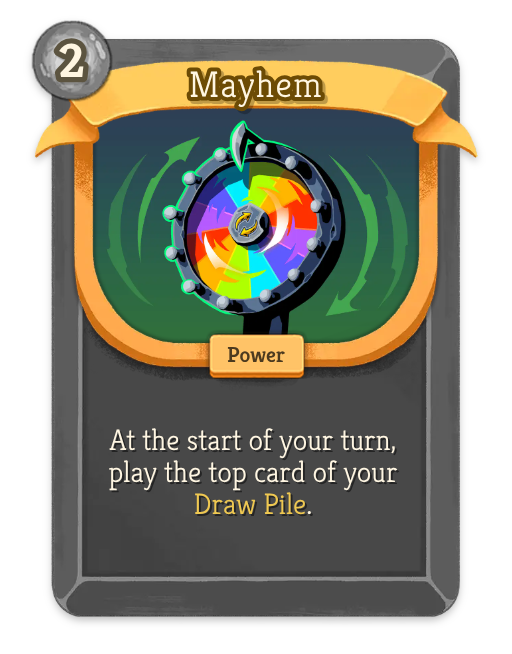 2
Mayhem
Power
At the start of your turn,
play the top card of your
Draw Pile.